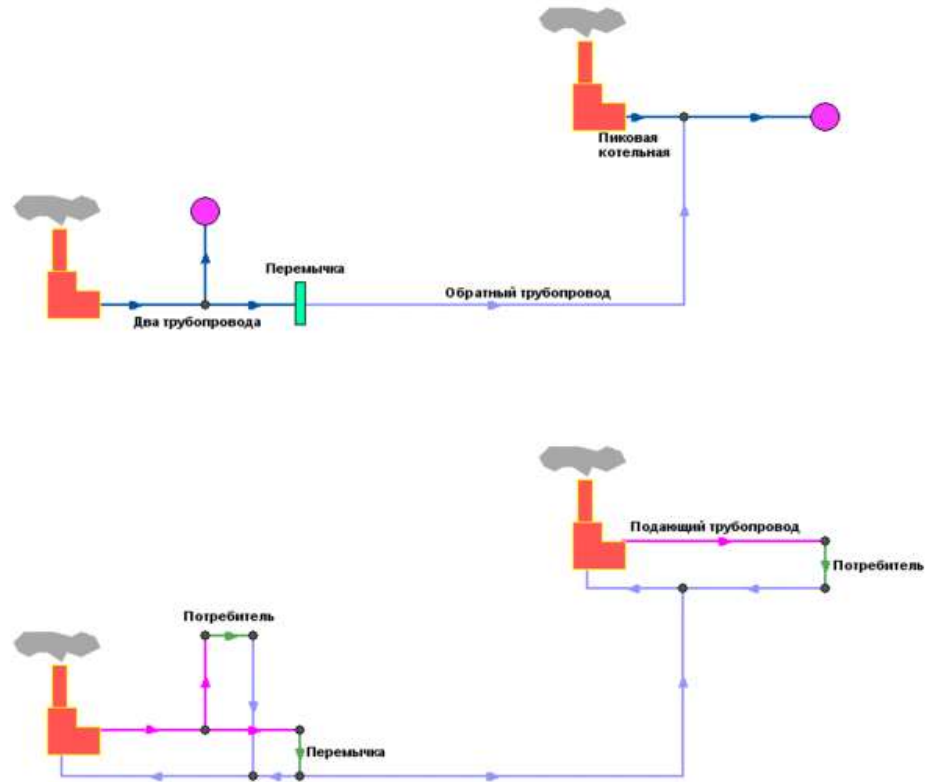 Пиковая
котельная
Перемычка
Обратный трубопровод
Два трубопровода
Подающий трубопровод
Потребитель
Потребитель
Перемычка